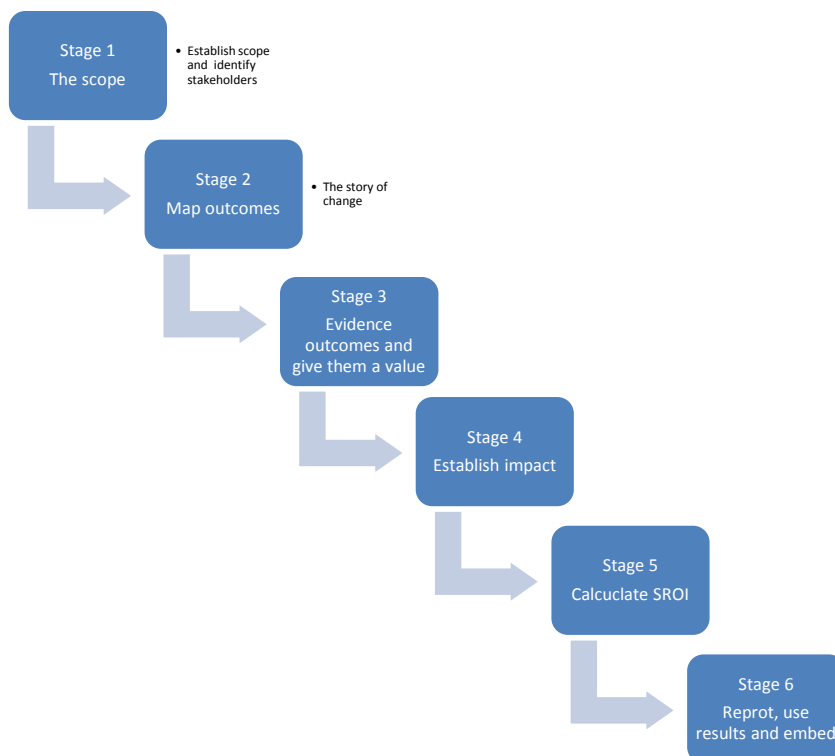 Stage 1
The scope
• Establish scope
and identify
stakeholders
Stage 2
Map outcomes
• The story of
change
Stage 3
Evidence
outcomes and
give them a value
Stage 4
Establish impact
Stage 5
Calcuclate SROI
Stage 6
Reprot, use
results and embed